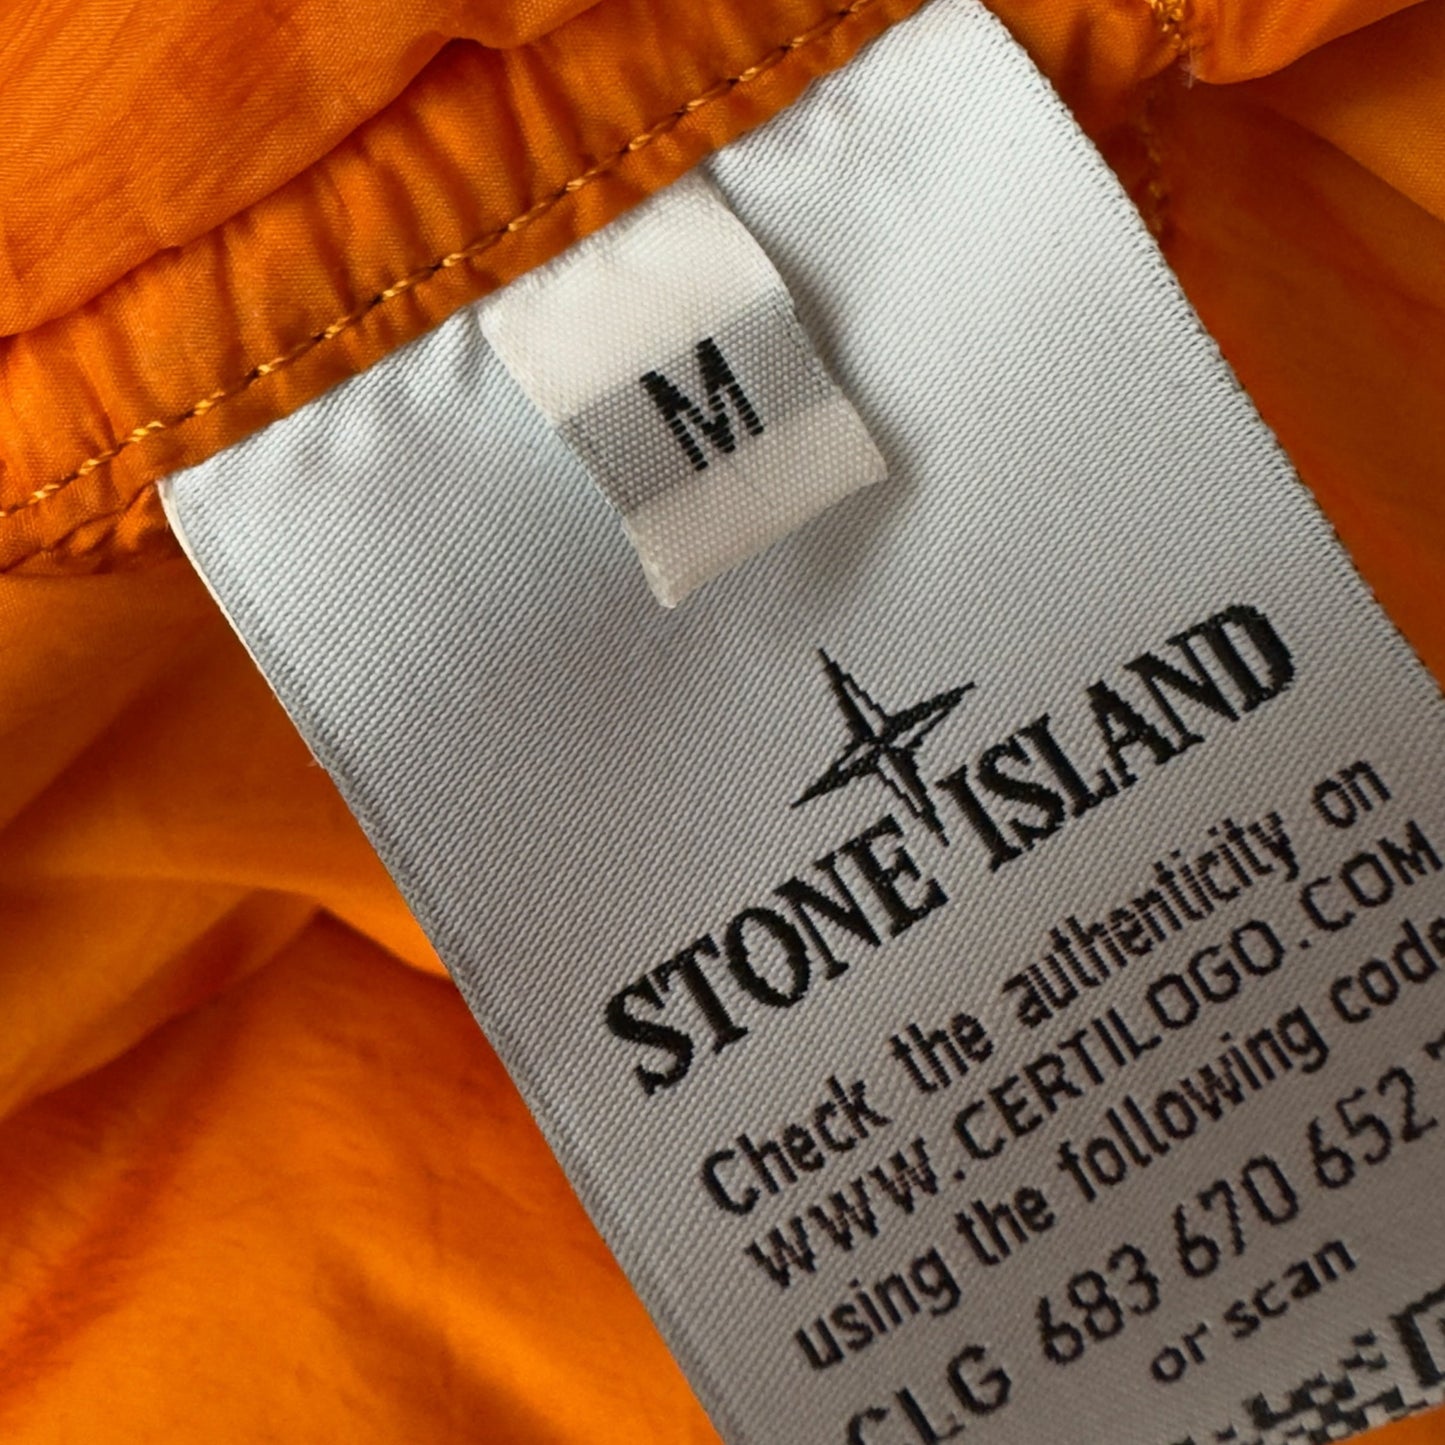 M
STONE ISLAND
Check the authenticity on
WWW.CERTILOGO.COM
using the following code
CLG 683 670 652
or scan